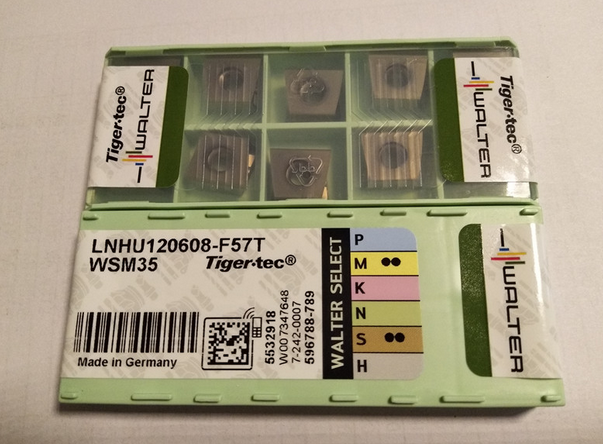 Tiger·tec®
WALTER
Tiger·tec®
WALTER
LNHU120608-F57T
WSM35 Tiger·tec®
Made in Germany
5532918
W007347648
7-242-0007
596788-789
WALTER SELECT
P
M
K
N
S
H
WALTER